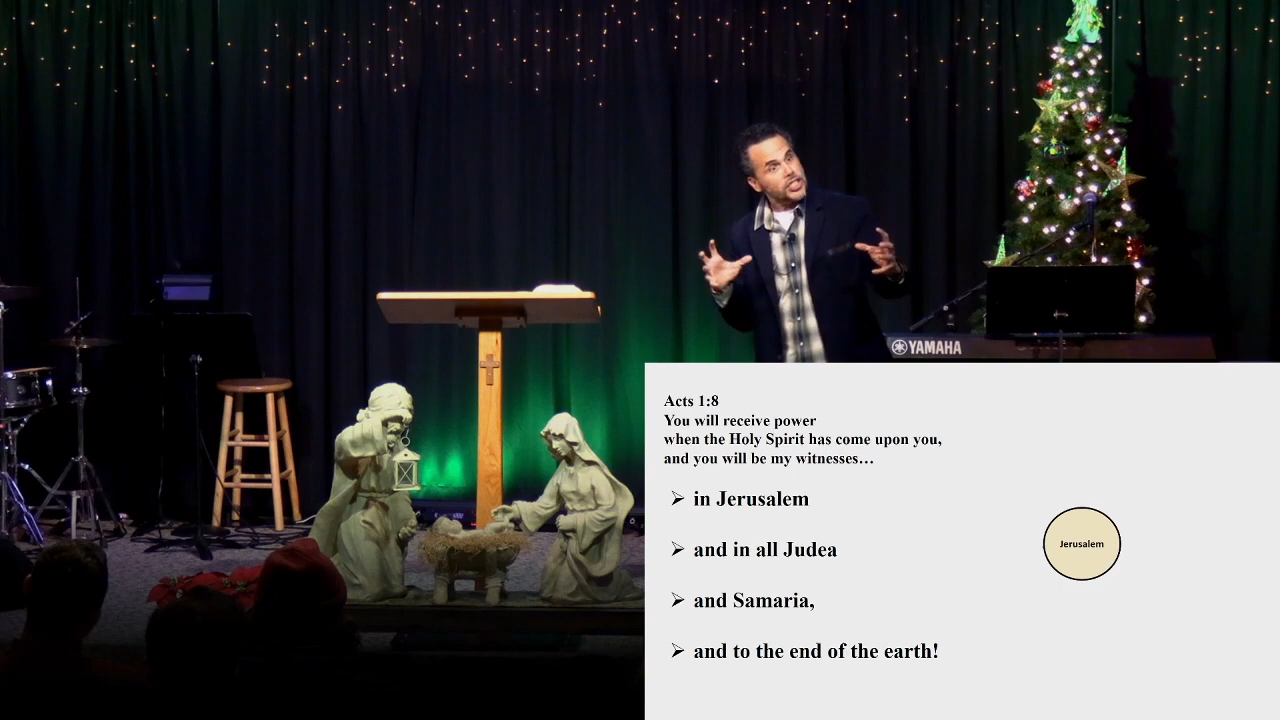 YAMAHA
Acts 1:8
You will receive power
when the Holy Spirit has come upon you,
and you will be my witnesses…
➢ in Jerusalem
➢ and in all Judea
➢ and Samaria,
➢ and to the end of the earth!
Jerusalem